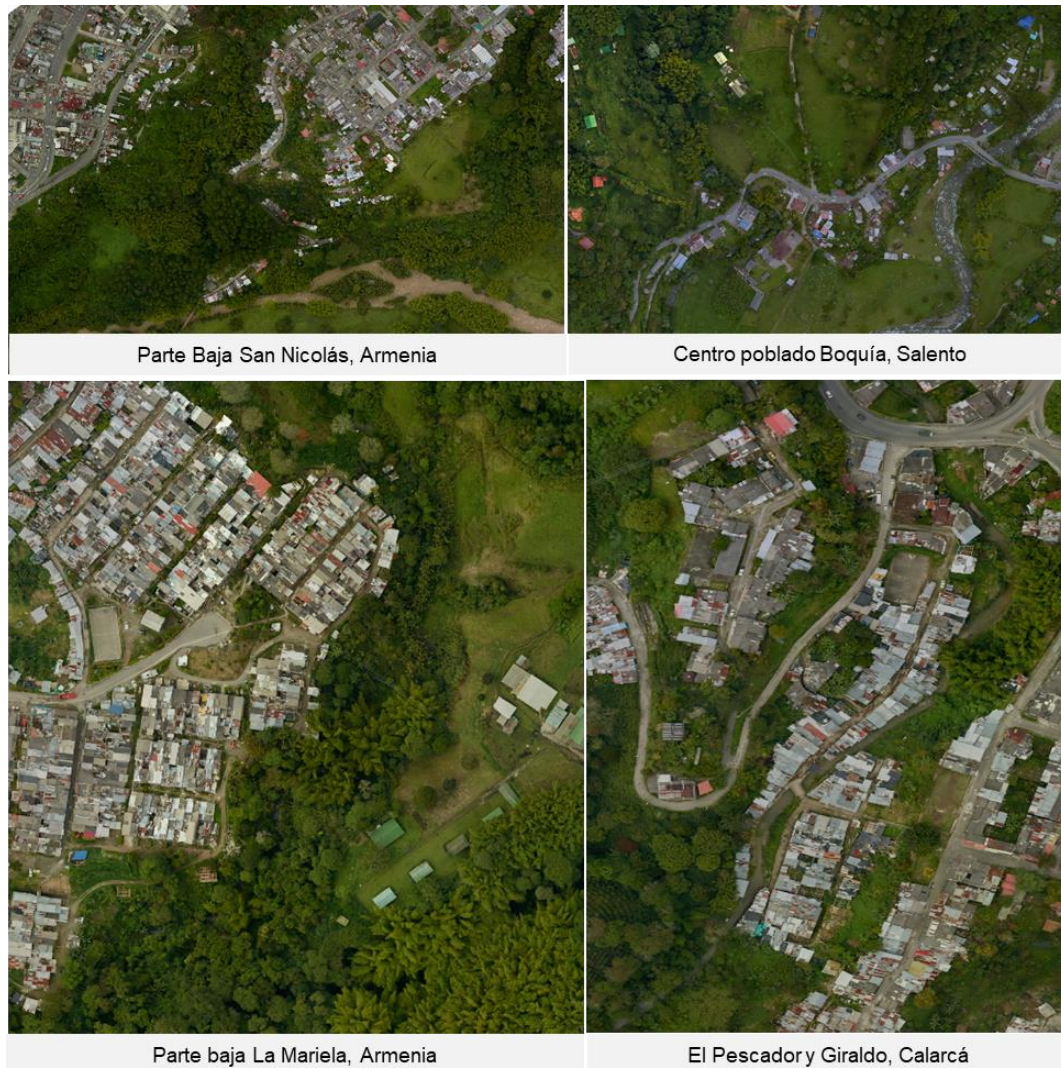 Parte Baja San Nicolás, Armenia
Centro poblado Boquía, Salento
Parte baja La Mariela, Armenia
El Pescador y Giraldo, Calarcá